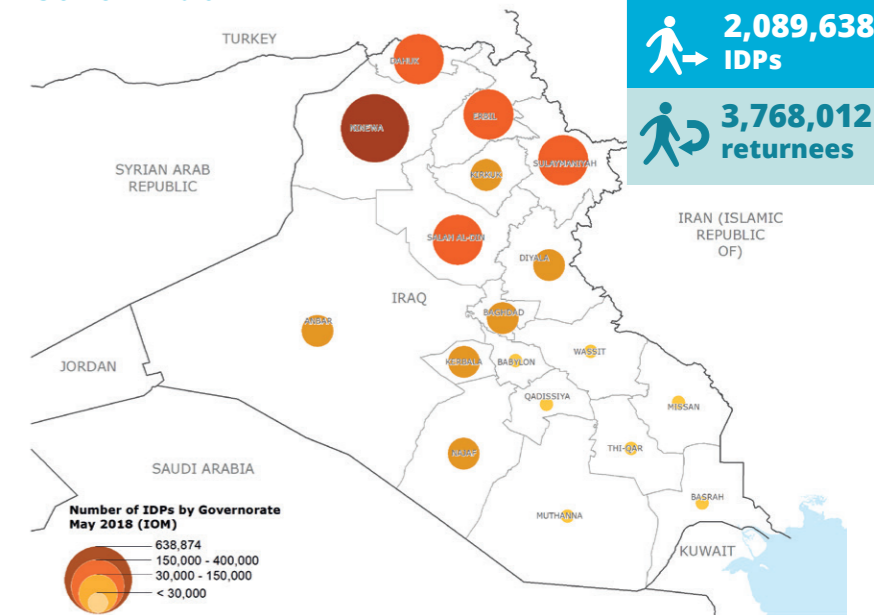 2,089,638
IDPs
3,768,012
returnees
TURKEY
DAHUK
NINEWA
ERBIL
SULAYMANIYAH
KIRKUK
SYRIAN ARAB
REPUBLIC
SALAH AL-DIN
IRAN (ISLAMIC
REPUBLIC
OF)
DIYALA
IRAQ
ANBAR
BAGHDAD
JORDAN
KERBALA
BABYLON
WASSIT
QADISSIYA
MISSAN
NAJAF
THI-QAR
SAUDI ARABIA
BASRAH
MUTHANNA
KUWAIT
Number of IDPs by Governorate
May 2018 (IOM)
638,874
150,000 - 400,000
30,000 - 150,000
< 30,000